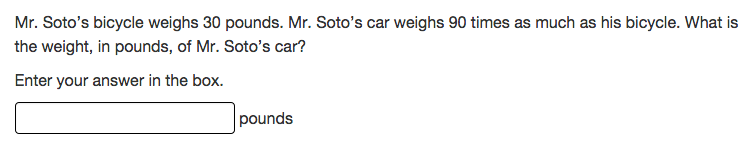 Mr. Soto’s bicycle weighs 30 pounds. Mr. Soto’s car weighs 90 times as much as his bicycle. What is
the weight, in pounds, of Mr. Soto’s car?
Enter your answer in the box.
pounds